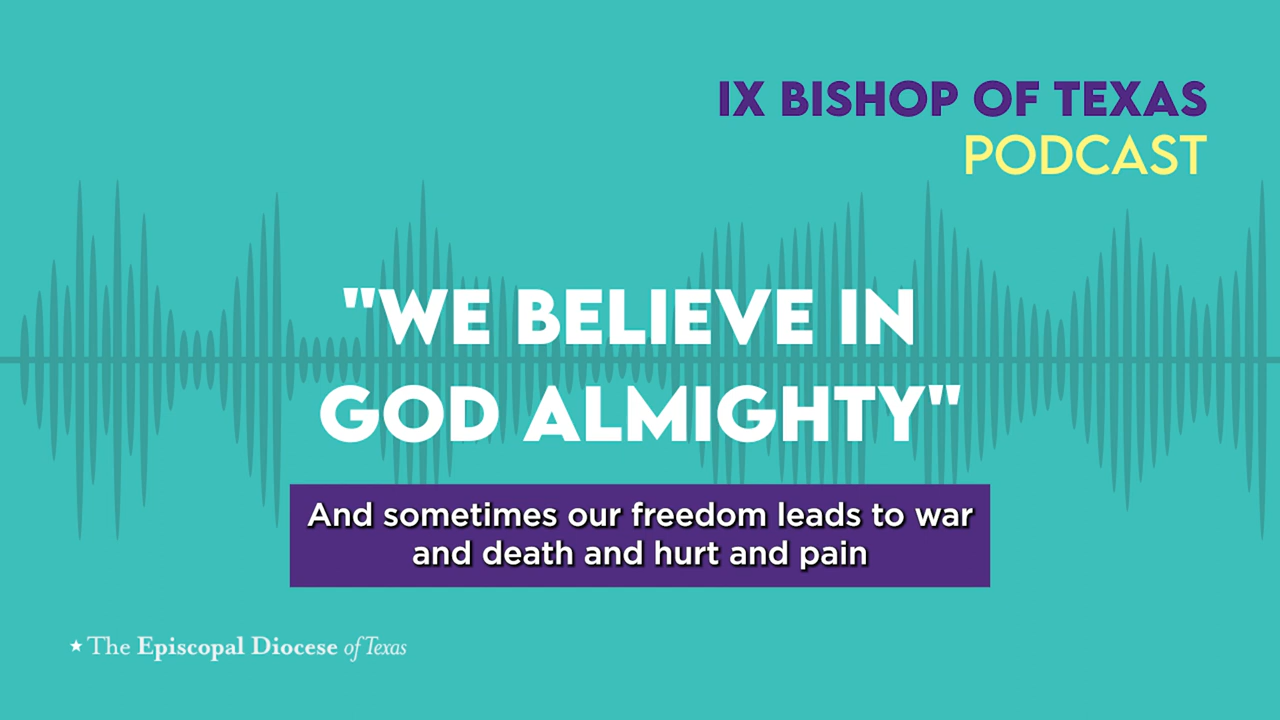 IX BISHOP OF TEXAS
PODCAST
"WE BELIEVE IN
GOD ALMIGHTY"
And sometimes our freedom leads to war
and death and hurt and pain
The Episcopal Diocese of Texas